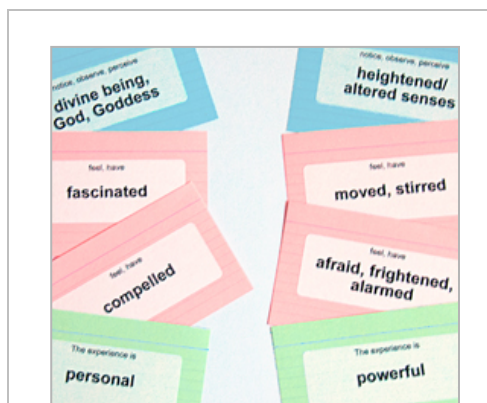 notice, observe, perceive
divine being,
God, Goddess
notice, observe, perceive
heightened/
altered senses
feel, have
fascinated
feel, have
moved, stirred
feel, have
compelled
feel, have
afraid, frightened,
alarmed
The experience is
personal
The experience is
powerful